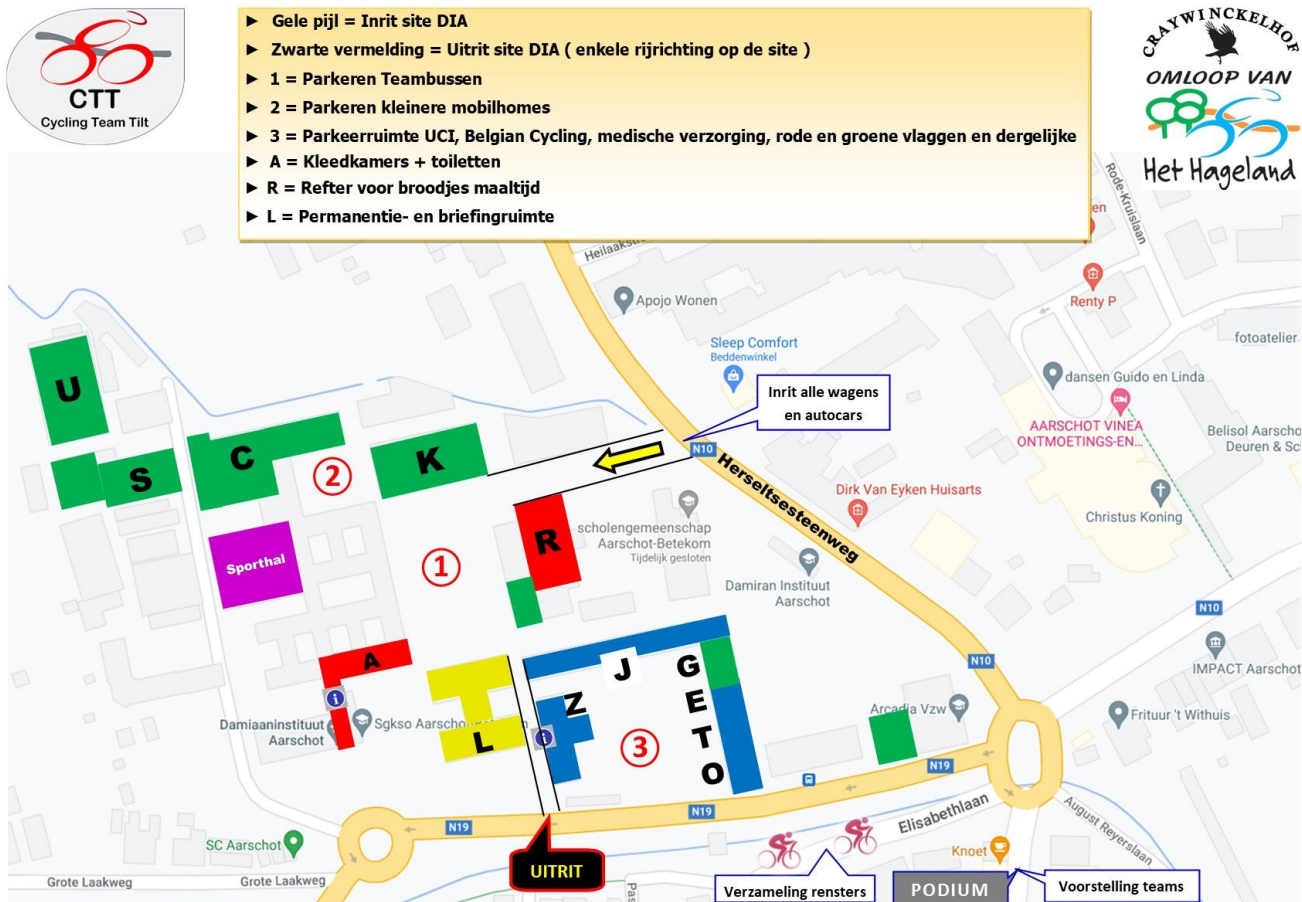 CTT
Cycling Team Tilt
► Gele pijl = Inrit site DIA
► Zwarte vermelding = Uitrit site DIA ( enkele rijrichting op de site )
► 1 = Parkeren Teambussen
► 2 = Parkeren kleinere mobilhomes
► 3 = Parkeerruimte UCI, Belgian Cycling, medische verzorging, rode en groene vlaggen en dergelijke
► A = Kleedkamers + toiletten
► R = Refter voor broodjes maaltijd
► L = Permanentie- en briefingruimte
CRAYWINCKELHOF
OMLOOP VAN
Het Hageland
Rode-Kruislaan
en
Renty P
Apojo Wonen
fotoatelier
Sleep Comfort
Beddenwinkel
dansen Guido en Linda
Inrit alle wagens
en autocars
AARSCHOT VINEA
ONTMOETINGS-EN...
Belisol Aarscho
Deuren & Sc
U
S
C
K
2
N10
Herseltsesteenweg
Dirk Van Eyken Huisarts
Christus Koning
scholengemeenschap
Aarschot-Betekom
Tijdelijk gesloten
R
Sporthal
1
Damiran Instituut
Aarschot
N10
N10
IMPACT Aarschot
A
J
G
E
T
O
Z
L
3
i
i
Damiaaninstituut
Aarschot
Arcadia Vzw
Frituur 't Withuis
N19
N19
N19
Elisabethlaan
August Reyerslaan
SC Aarschot
Grote Laakweg
Grote Laakweg
UITRIT
Knoet
Verzameling rensters
PODIUM
Voorstelling teams